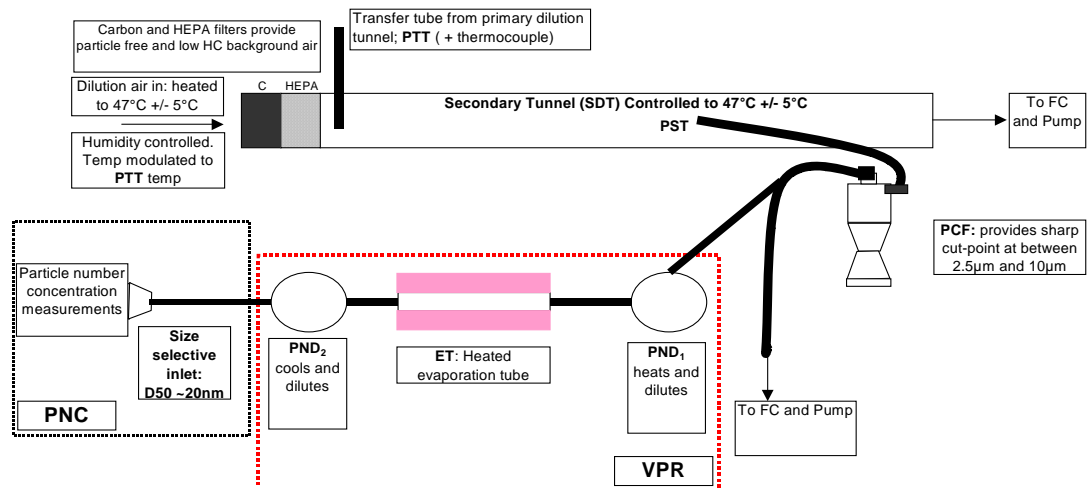 Carbon and HEPA filters provide
particle free and low HC background air
Transfer tube from primary dilution
tunnel; PTT ( + thermocouple)
Dilution air in: heated
to 47°C +/- 5°C
Humidity controlled.
Temp modulated to
PTT temp
C HEPA
Secondary Tunnel (SDT) Controlled to 47°C +/- 5°C
PST
To FC
and Pump
PCF: provides sharp
cut-point at between
2.5µm and 10µm
Particle number
concentration
measurements
Size
selective
inlet:
D50 ~20nm
PNC
PND2
cools and
dilutes
ET: Heated
evaporation tube
PND1
heats and
dilutes
To FC and Pump
VPR